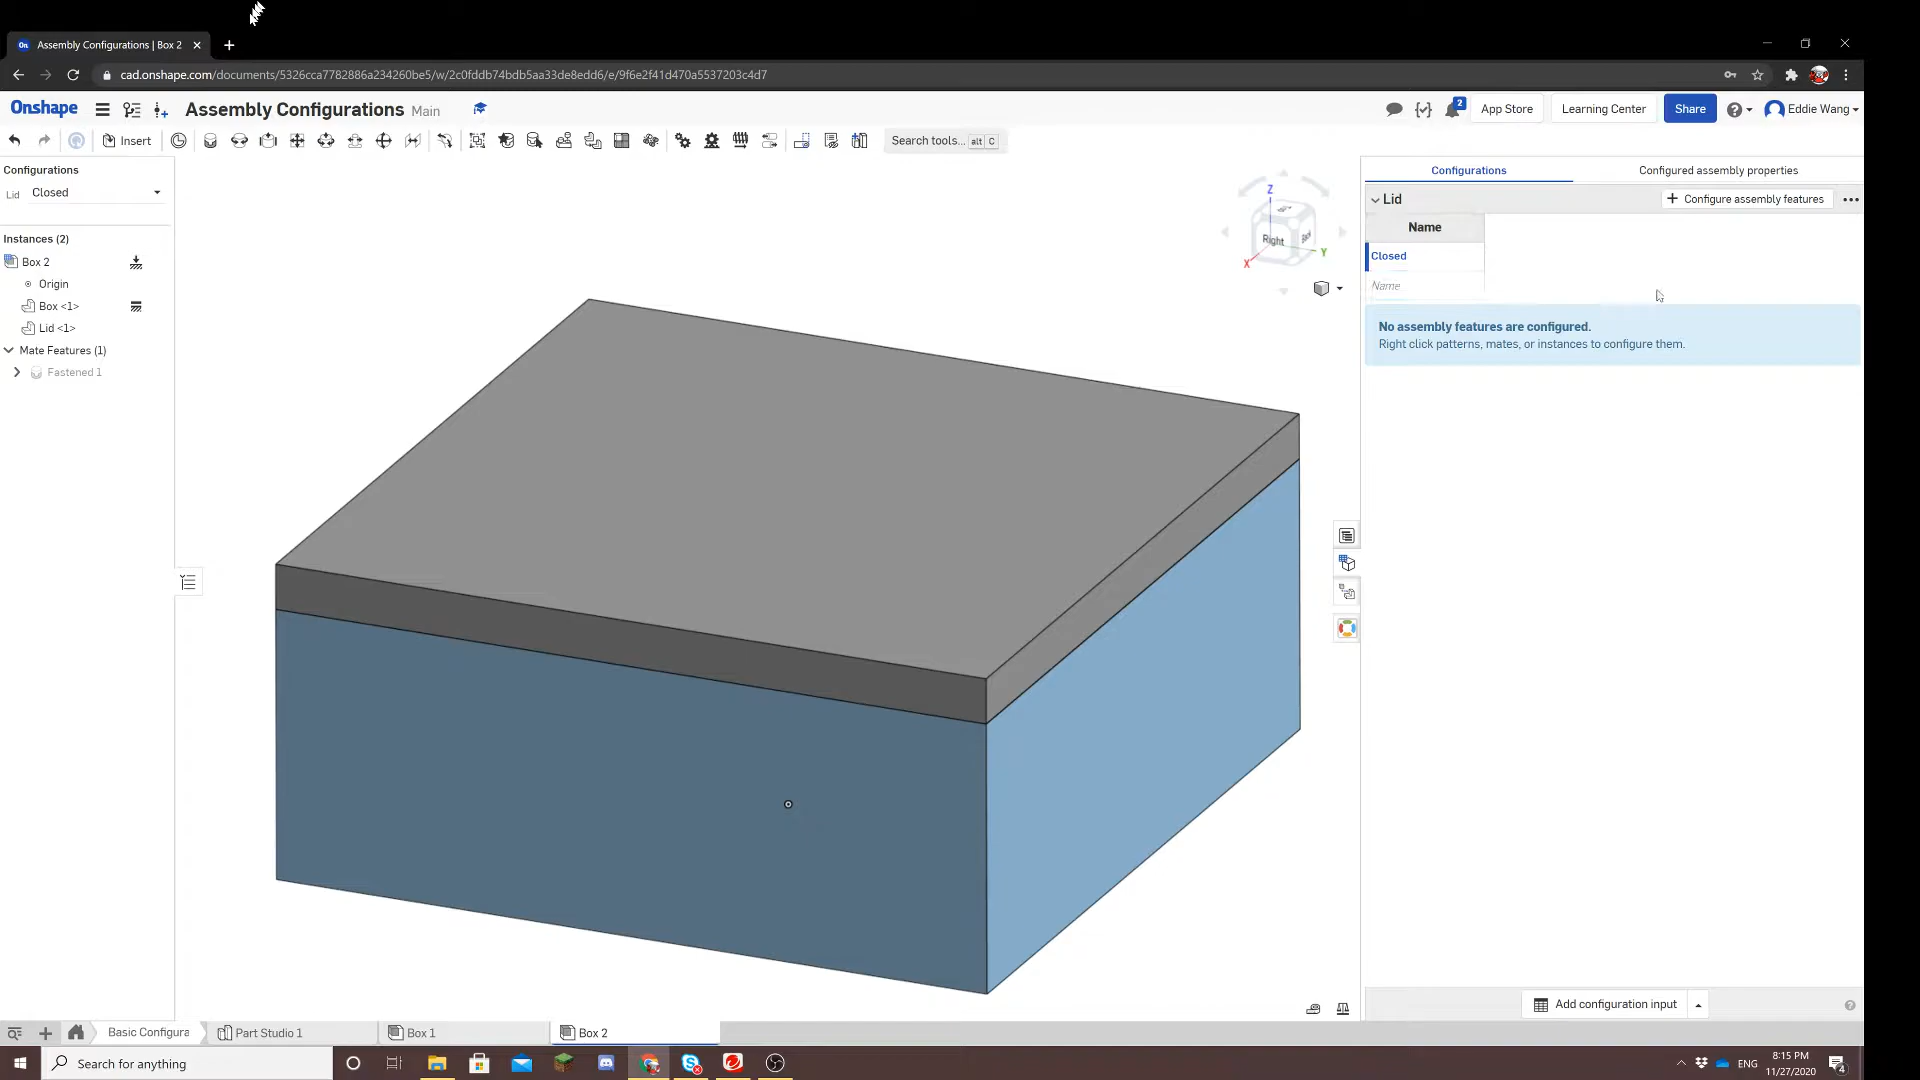 Assembly Configurations | Box 2
cad.onshape.com/documents/5326cca7782886a234260be5/w/2c0fddb74bdb5aa33de8edd6/e/9f6e2f41d470a5537203c4d7
Onshape
Assembly Configurations Main
2
App Store
Learning Center
Share
Eddie Wang
Insert
Search tools... alt C
Configurations
Lid Closed
Instances (2)
Box 2
Origin
Box <1>
Lid <1>
Mate Features (1)
Fastened 1
Z
Right
Back
X
Y
Configurations
Configured assembly properties
Lid
Configure assembly features
Name
Closed
Name
No assembly features are configured.
Right click patterns, mates, or instances to configure them.
Add configuration input
Basic Configura
Part Studio 1
Box 1
Box 2
Search for anything
ENG
8:15 PM
11/27/2020
4